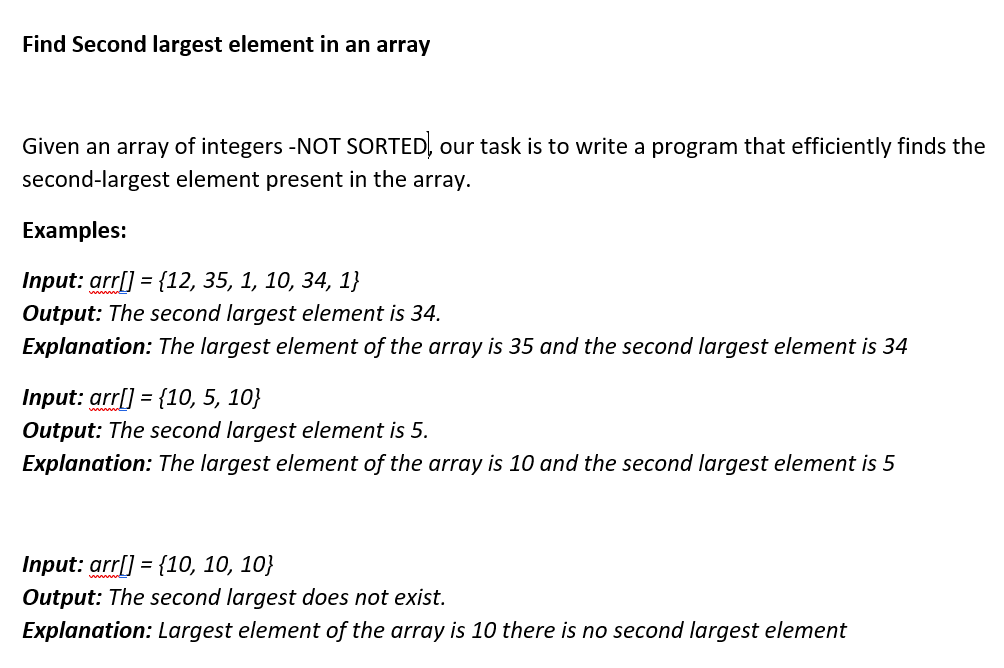 Find Second largest element in an array
Given an array of integers -NOT SORTED, our task is to write a program that efficiently finds the
second-largest element present in the array.
Examples:
Input: arr[] = {12, 35, 1, 10, 34, 1}
Output: The second largest element is 34.
Explanation: The largest element of the array is 35 and the second largest element is 34
Input: arr[] = {10, 5, 10}
Output: The second largest element is 5.
Explanation: The largest element of the array is 10 and the second largest element is 5
Input: arr[] = {10, 10, 10}
Output: The second largest does not exist.
Explanation: Largest element of the array is 10 there is no second largest element